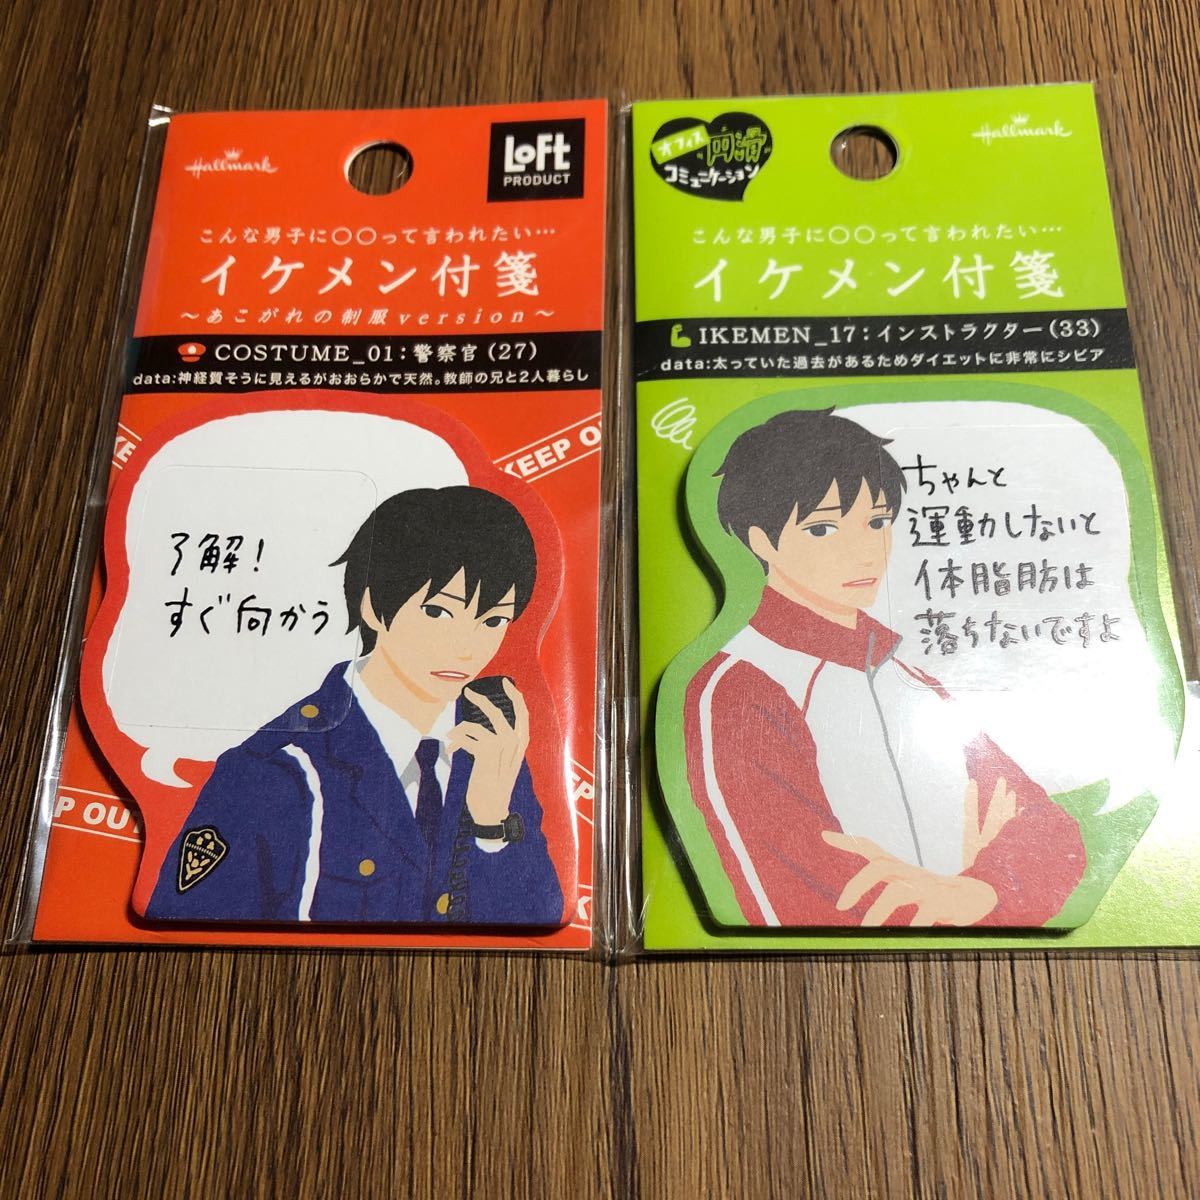 Hallmark
LOFT
PRODUCT
こんな男子に〇〇って言われたい…
イケメン付箋
～あこがれの制服version～
COSTUME_01：警察官(27)
data:神経質そうに見えるがおおらかで天然。教師の兄と2人暮らし
KEEP OU
了解！
すぐ向かう
P OUT
オフィス
円滑
コミュニケーション
Hallmark
こんな男子に〇〇って言われたい…
イケメン付箋
IKEMEN_17：インストラクター(33)
data:太っていた過去があるためダイエットに非常にシビア
ちゃんと
運動しないと
体脂肪は
落ちないですよ